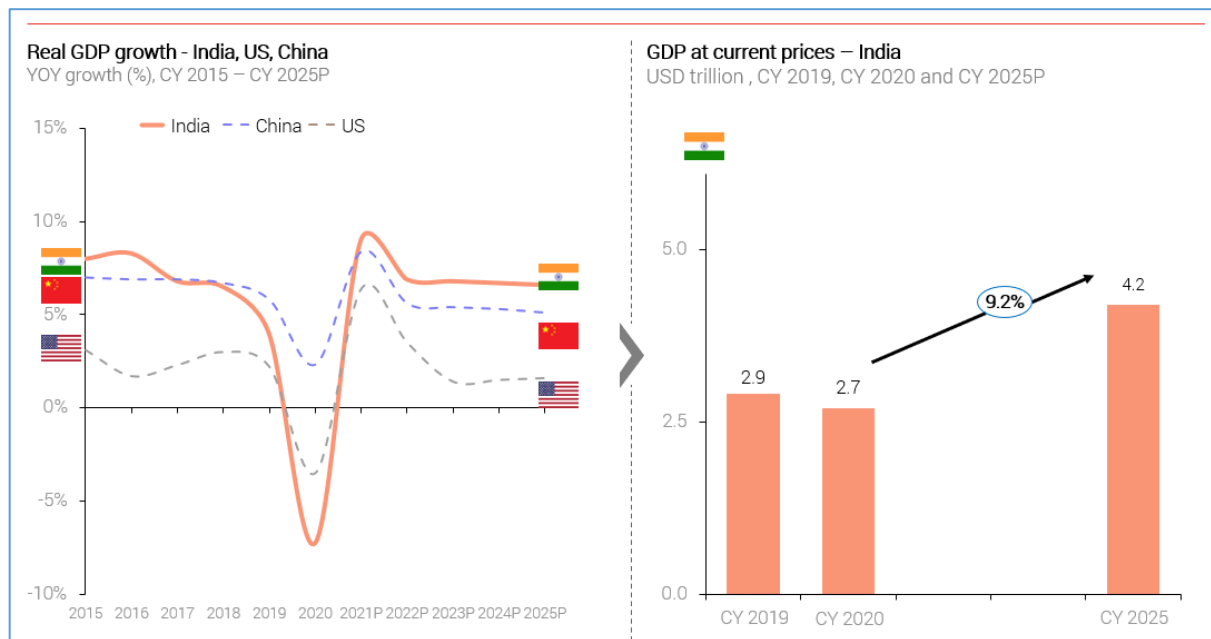 Real GDP growth - India, US, China
YOY growth (%), CY 2015 – CY 2025P
India
China
US
15%
10%
5%
0%
-5%
-10%
2015 2016 2017 2018 2019 2020 2021P 2022P 2023P 2024P 2025P
GDP at current prices – India
USD trillion , CY 2019, CY 2020 and CY 2025P
5.0
2.5
0.0
2.9
2.7
9.2%
4.2
CY 2019 CY 2020 CY 2025